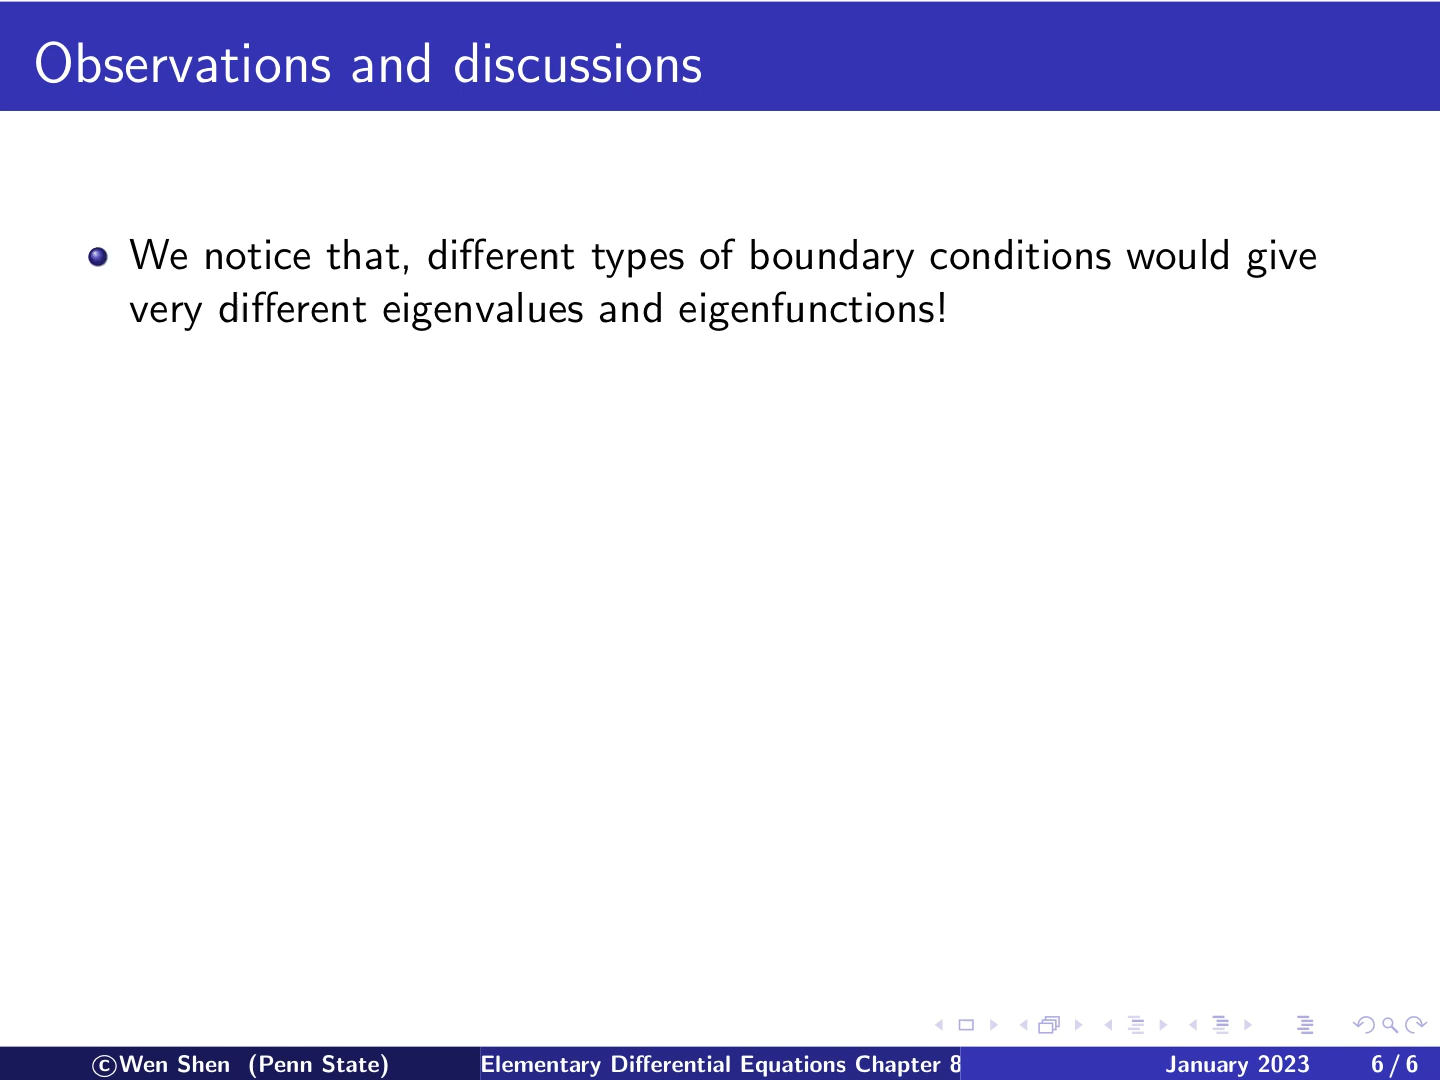 Observations and discussions
We notice that, different types of boundary conditions would give
very different eigenvalues and eigenfunctions!
©Wen Shen (Penn State) Elementary Differential Equations Chapter 8 January 2023 6 / 6